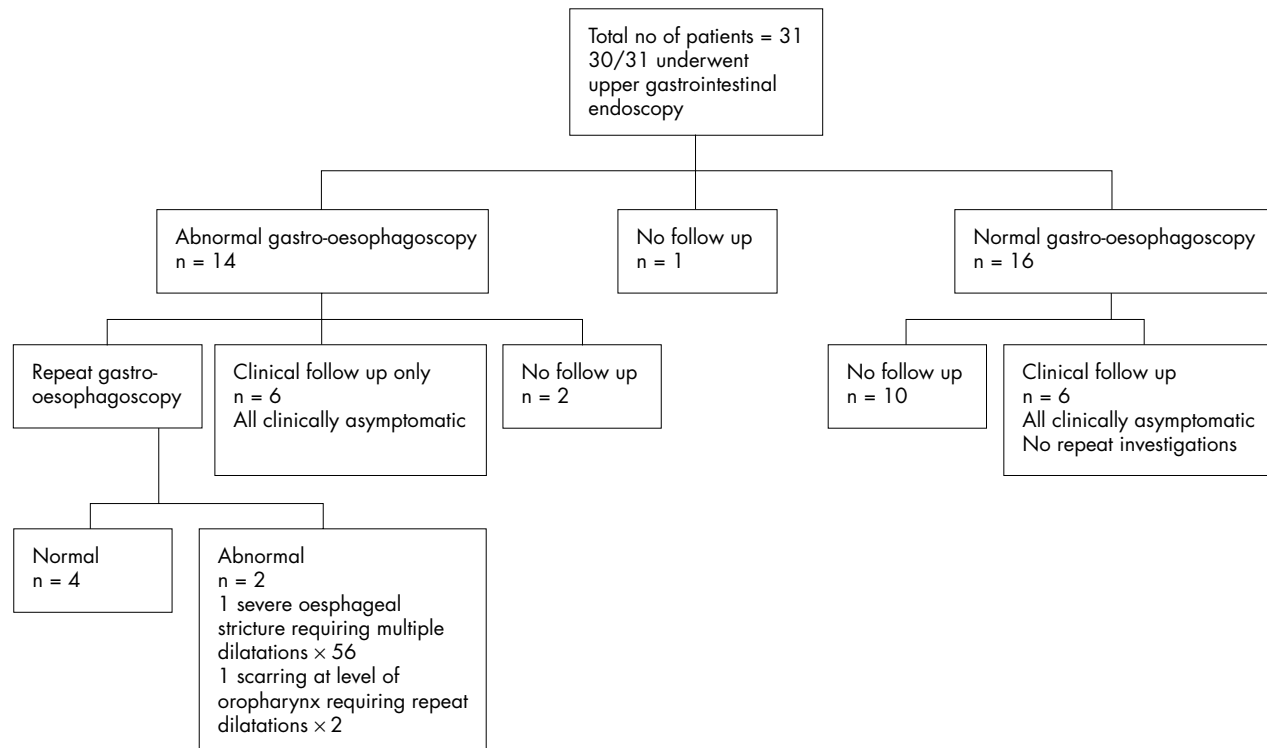 Total no of patients = 31
30/31 underwent
upper gastrointestinal
endoscopy
Abnormal gastro-oesophagoscopy
n = 14
No follow up
n = 1
Normal gastro-oesophagoscopy
n = 16
Repeat gastro-
oesophagoscopy
Clinical follow up only
n = 6
All clinically asymptomatic
No follow up
n = 2
No follow up
n = 10
Clinical follow up
n = 6
All clinically asymptomatic
No repeat investigations
Normal
n = 4
Abnormal
n = 2
1 severe oesphageal
stricture requiring multiple
dilatations × 56
1 scarring at level of
oropharynx requiring repeat
dilatations × 2